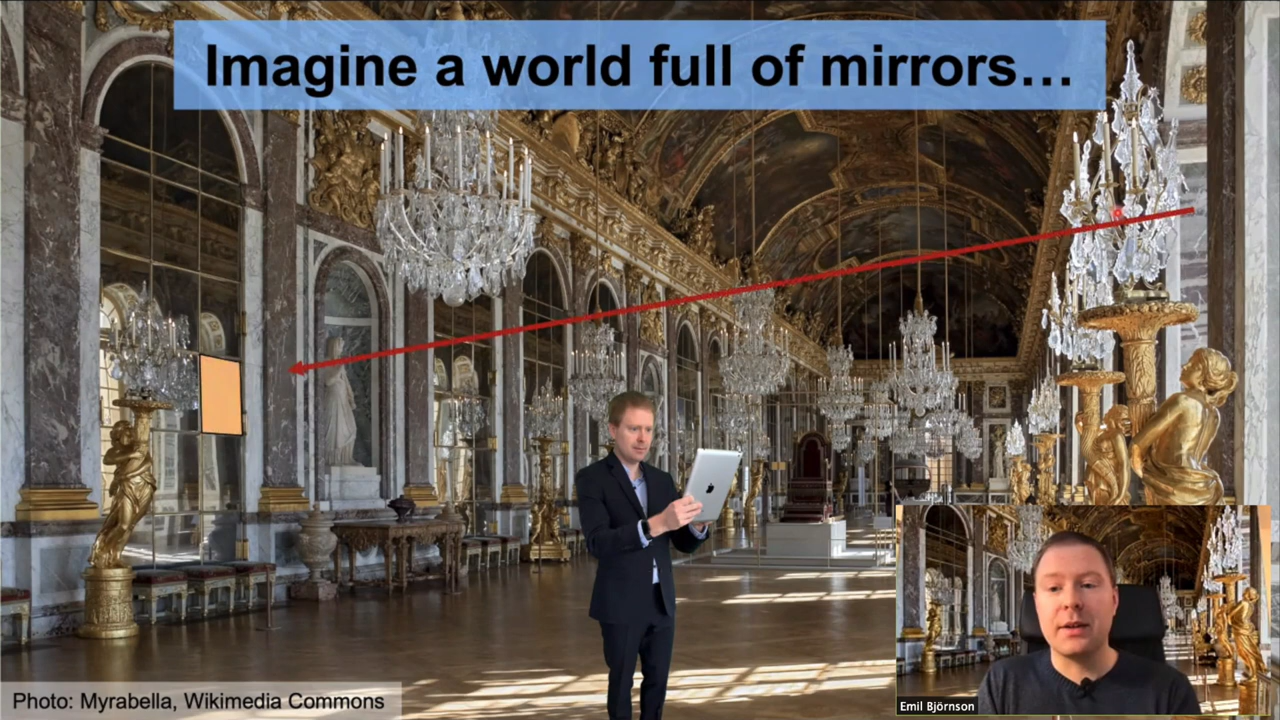 Imagine a world full of mirrors...
Photo: Myrabella, Wikimedia Commons
Emil Björnson